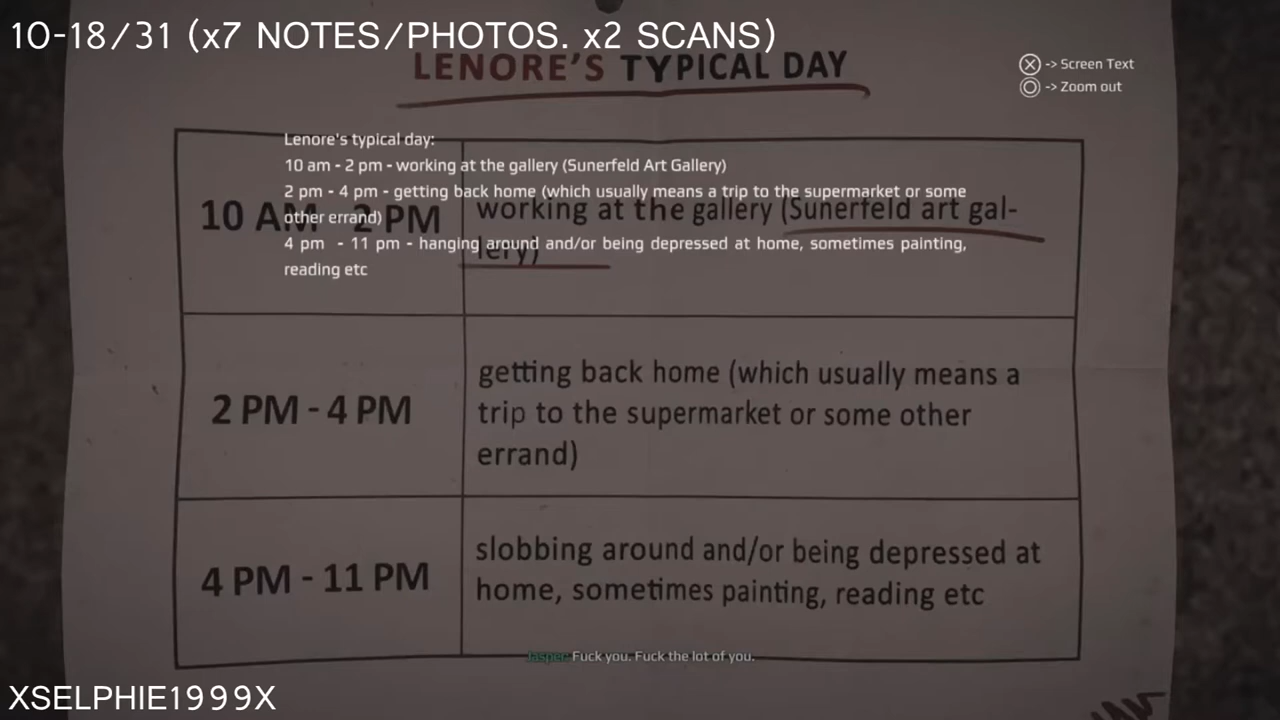 10-18/31 (x7 NOTES/PHOTOS. x2 SCANS)
LENORE'S TYPICAL DAY
-> Screen Text
-> Zoom out
Lenore's typical day:
10 am - 2 pm - working at the gallery (Sunerfeld Art Gallery)
2 pm - 4 pm - getting back home (which usually means a trip to the supermarket or some
other errand)
4 pm - 11 pm - hanging around and/or being depressed at home, sometimes painting,
reading etc
10 AM - 2 PM
working at the gallery (Sunerfeld art gal-
lery)
2 PM - 4 PM
getting back home (which usually means a
trip to the supermarket or some other
errand)
4 PM - 11 PM
slobbing around and/or being depressed at
home, sometimes painting, reading etc
Jasper: Fuck you. Fuck the lot of you.
XSELPHIE1999X